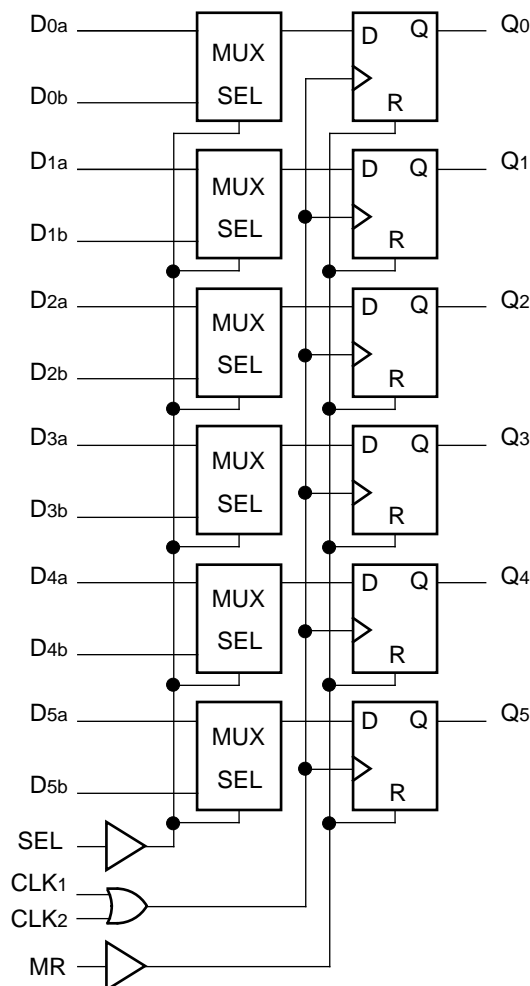 D0a
MUX
D
Q
Q0
D0b
SEL
R
D1a
MUX
D
Q
Q1
D1b
SEL
R
D2a
MUX
D
Q
Q2
D2b
SEL
R
D3a
MUX
D
Q
Q3
D3b
SEL
R
D4a
MUX
D
Q
Q4
D4b
SEL
R
D5a
MUX
D
Q
Q5
D5b
SEL
R
SEL
CLK1
CLK2
MR